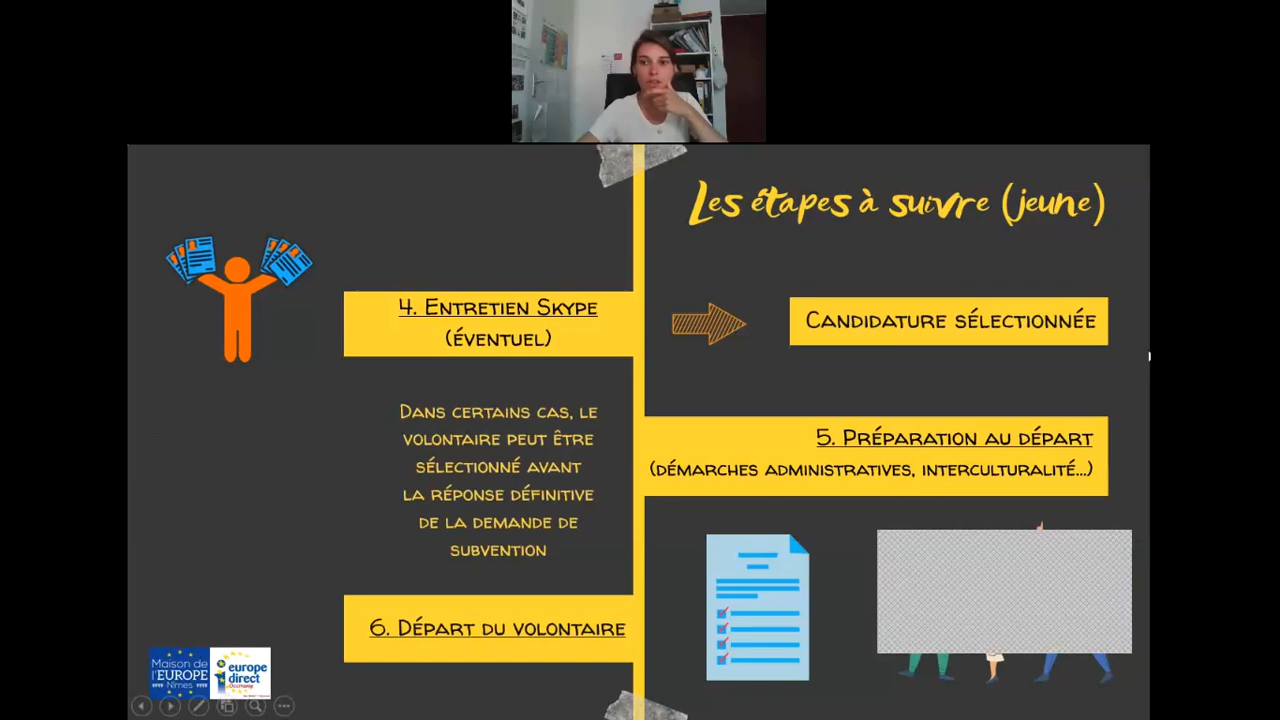 Les étapes à suivre (jeune)
4. Entretien Skype
(éventuel)
Candidature sélectionnée
Dans certains cas, le
volontaire peut être
sélectionné avant
la réponse définitive
de la demande de
subvention
5. Préparation au départ
(démarches administratives, interculturalité...)
6. Départ du volontaire
Maison de
l'EUROPE
Nîmes
europe
direct
Occitanie